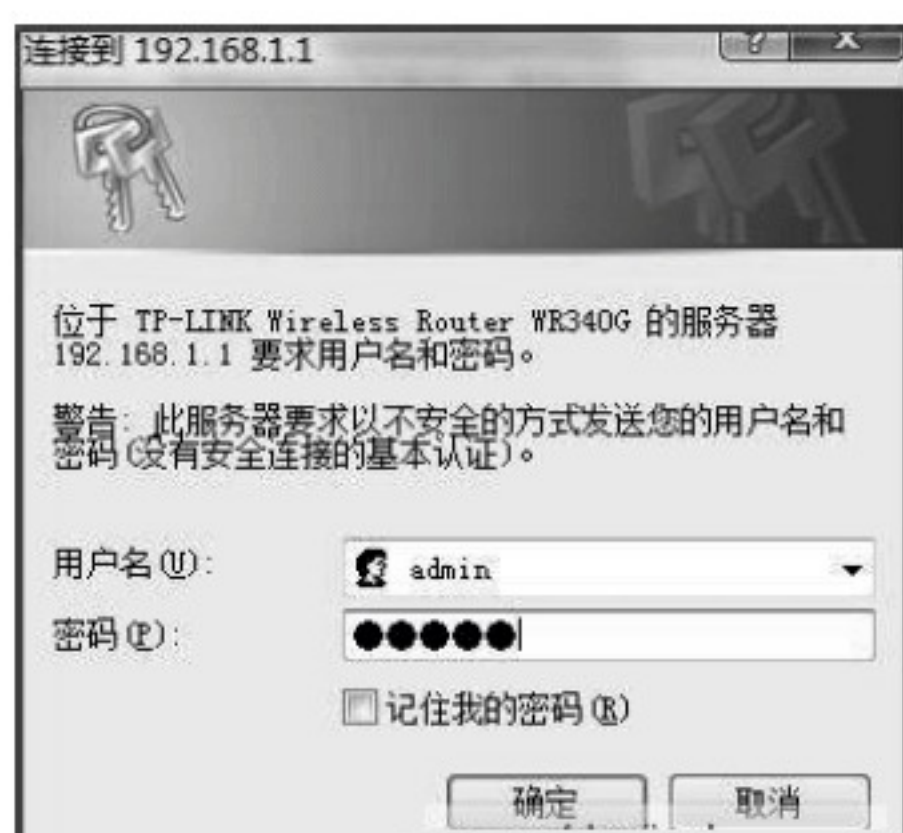 连接到 192.168.1.1
? X
位于 TP-LINK Wireless Router WR340G 的服务器
192.168.1.1 要求用户名和密码。
警告: 此服务器要求以不安全的方式发送您的用户名和
密码(没有安全连接的基本认证)。
用户名(U):
admin
密码(P):
●●●●●
记住我的密码(R)
确定 取消